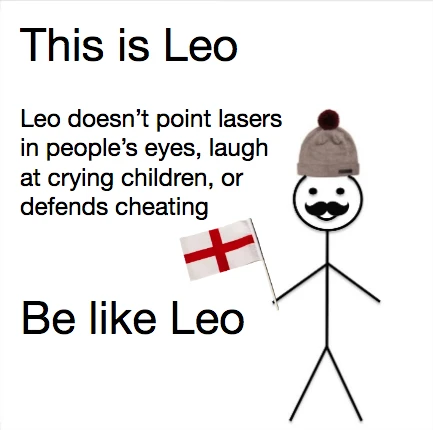 This is Leo
Leo doesn’t point lasers
in people’s eyes, laugh
at crying children, or
defends cheating
Be like Leo